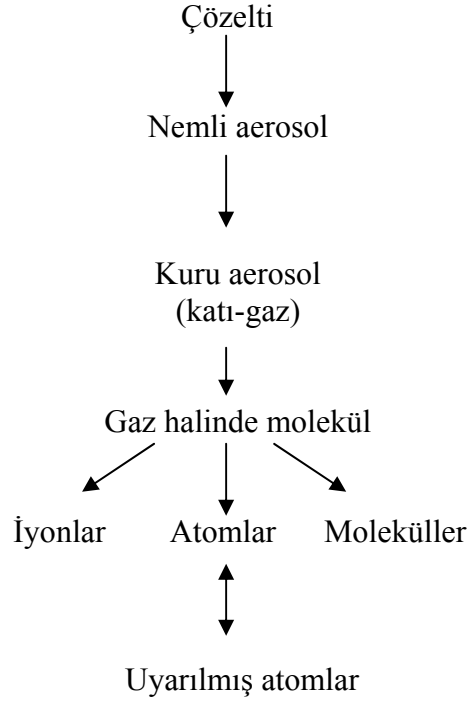 Çözelti
Nemli aerosol
Kuru aerosol
(katı-gaz)
Gaz halinde molekül
İyonlar Atomlar Moleküller
Uyarılmış atomlar